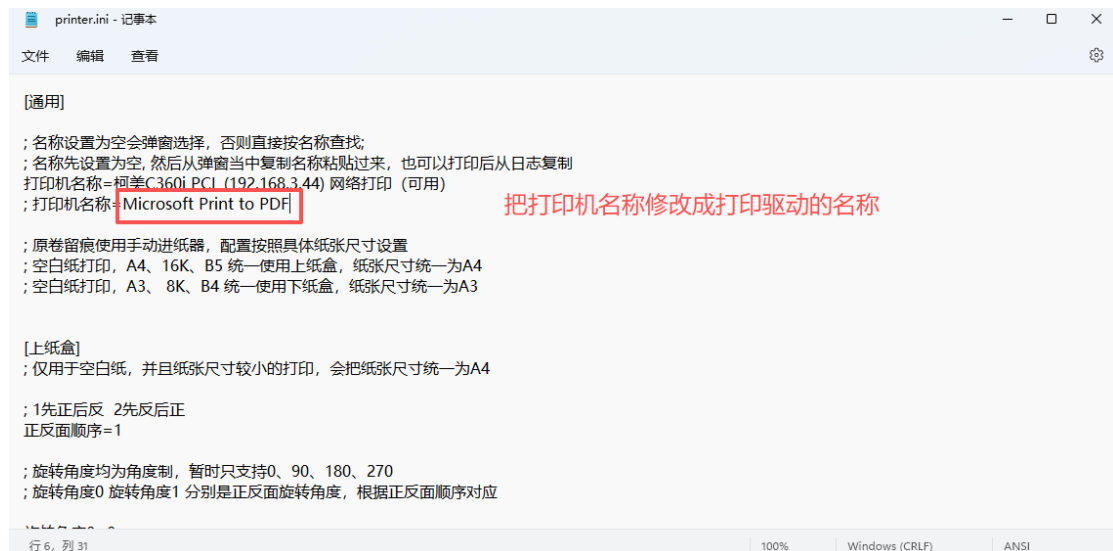 printer.ini - 记事本
文件 编辑 查看
[通用]
; 名称设置为空会弹窗选择，否则直接按名称查找;
; 名称先设置为空, 然后从弹窗当中复制名称粘贴过来，也可以打印后从日志复制
打印机名称=柯美C360i PCL (192.168.3.44) 网络打印（可用）
; 打印机名称=Microsoft Print to PDF
把打印机名称修改成打印驱动的名称
; 原卷留痕使用手动进纸器，配置按照具体纸张尺寸设置
; 空白纸打印，A4、16K、B5 统一使用上纸盒，纸张尺寸统一为A4
; 空白纸打印，A3、 8K、B4 统一使用下纸盒，纸张尺寸统一为A3
[上纸盒]
; 仅用于空白纸，并且纸张尺寸较小的打印，会把纸张尺寸统一为A4
; 1先正后反  2先反后正
正反面顺序=1
; 旋转角度均为角度制，暂时只支持0、90、180、270
; 旋转角度0 旋转角度1 分别是正反面旋转角度，根据正反面顺序对应
行 6，列 31 100% Windows (CRLF) ANSI